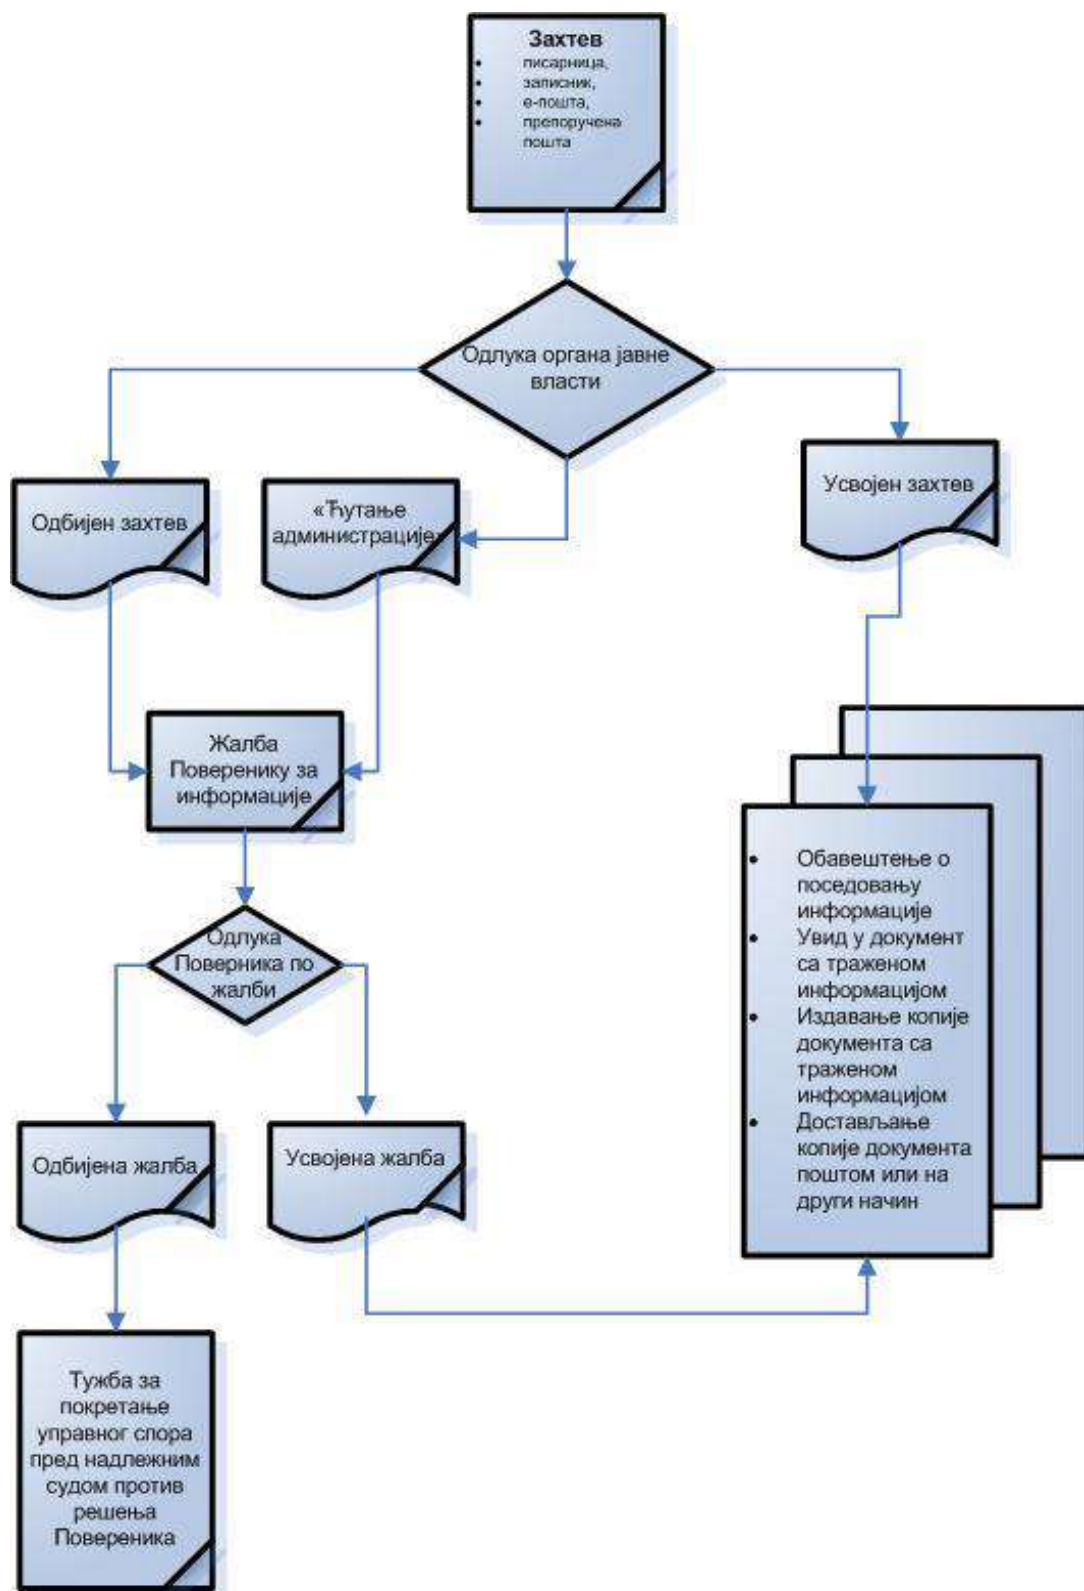 Захтев
• писарница,
• записник,
• е-пошта,
• препоручена
пошта
Одлука органа јавне
власти
Одбијен захтев
«Ћутање
администрације
Усвојен захтев
Жалба
Поверенику за
информације
Одлука
Поверника по
жалби
Одбијена жалба
Усвојена жалба
• Обавештење о
поседовању
информације
• Увид у документ
са траженом
информацијом
• Издавање копије
документа са
траженом
информацијом
• Достављање
копије документа
поштом или на
други начин
Тужба за
покретање
управног спора
пред надлежним
судом против
решења
Повереника